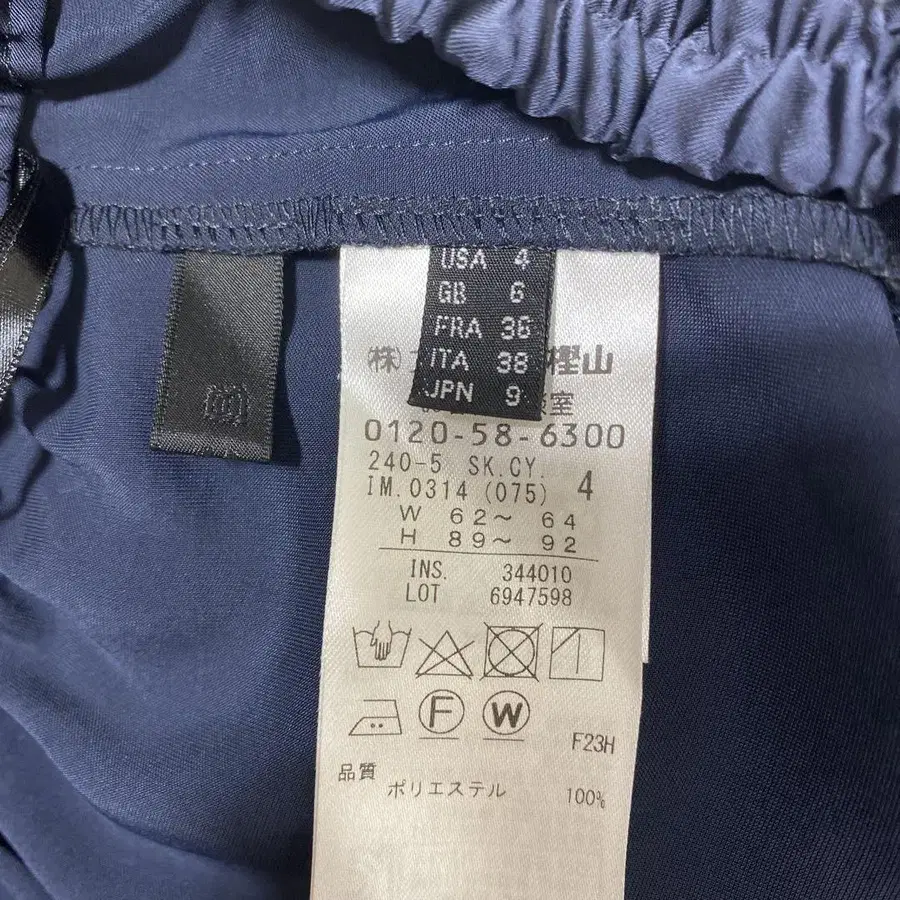 USA 4
GB 6
FRA 36
ITA 38
JPN 9
(株) 樫山
室
0120-58-6300
240-5 SK.CY.
IM.0314 (075) 4
W 62～ 64
H 89～ 92
INS. 344010
LOT 6947598
F W
F23H
品質
ポリエステル 100%